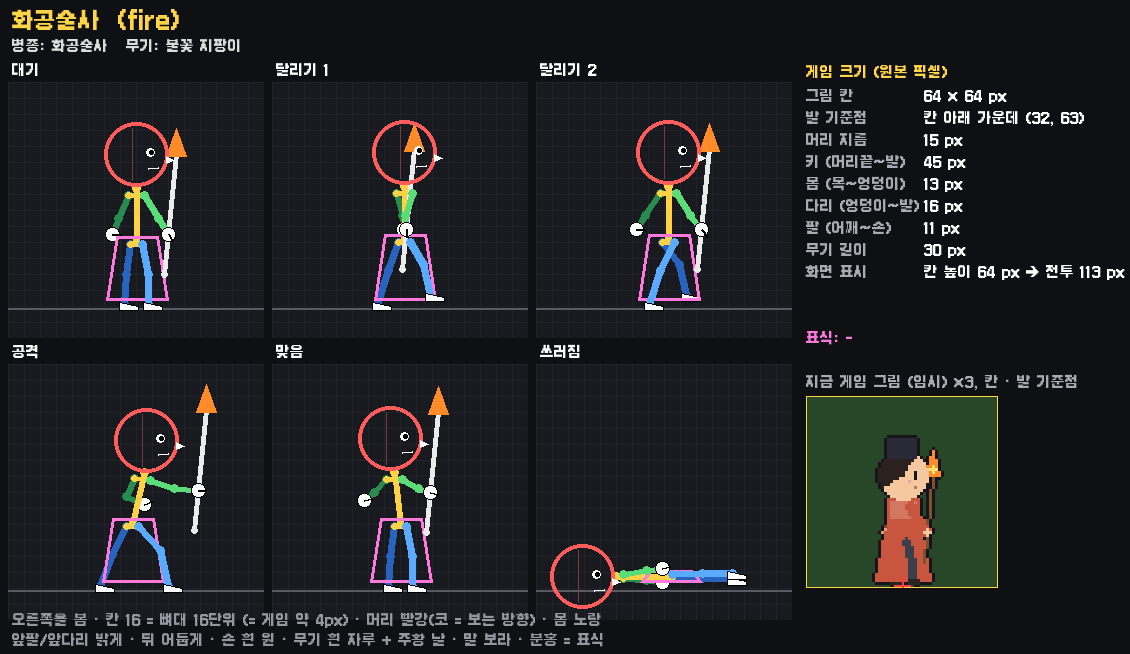 화공술사 (fire)
병종: 화공술사 무기: 불꽃 지팡이
대기
달리기 1
달리기 2
공격
맞음
쓰러짐
오른쪽을 봄 · 칸 16 = 뼈대 16단위 (= 게임 약 4px) · 머리 빨강(코 = 보는 방향) · 몸 노랑
앞팔/앞다리 밝게 · 뒤 어둡게 · 손 흰 원 · 무기 흰 자루 + 주황 날 · 말 보라 · 분홍 = 표식
게임 크기 (원본 픽셀)
그림 칸 64 × 64 px
발 기준점 칸 아래 가운데 (32, 63)
머리 지름 15 px
키 (머리끝~발) 45 px
몸 (목~엉덩이) 13 px
다리 (엉덩이~발) 16 px
팔 (어깨~손) 11 px
무기 길이 30 px
화면 표시 칸 높이 64 px → 전투 113 px
표식: -
지금 게임 그림 (임시) ×3, 칸 · 발 기준점